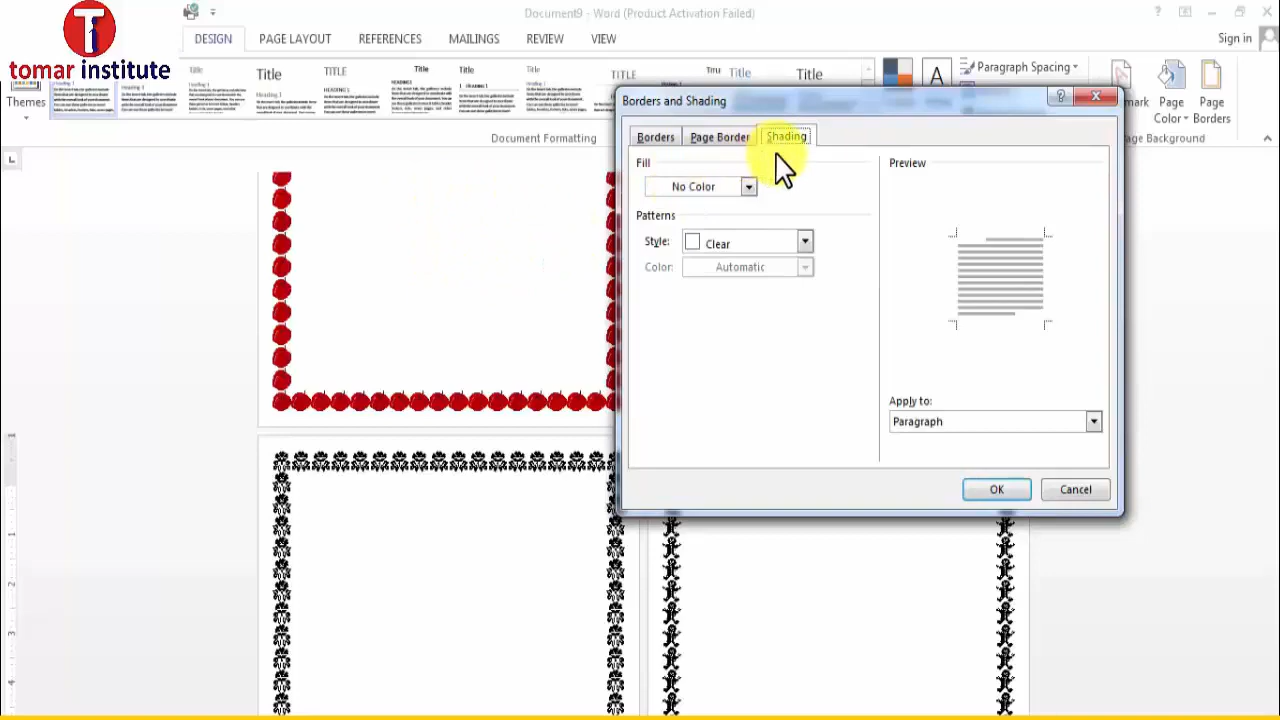 Document9 - Word (Product Activation Failed)
tomar institute
DESIGN PAGE LAYOUT REFERENCES MAILINGS REVIEW VIEW Sign in
Themes
Title TITLE Title Title TITLE Title Title
Paragraph Spacing
Page Color
Page Borders
Document Formatting
Borders and Shading
Borders Page Border Shading
Fill
No Color
Patterns
Style: Clear
Color: Automatic
Preview
Apply to:
Paragraph
OK Cancel